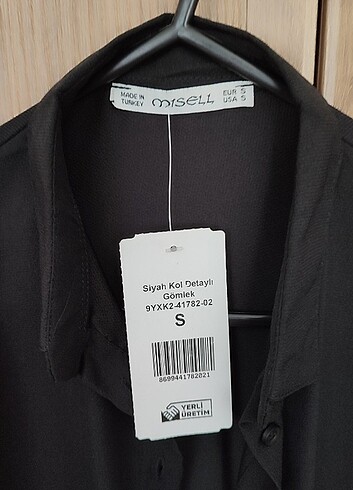 MADE IN
TURKEY
MISELL
EUR S
USA S
Siyah Kol Detaylı
Gömlek
9YXK2-41782-02
S
8699441782021
YERLİ
ÜRETİM